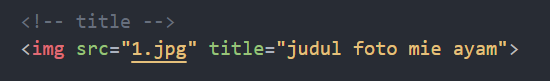 <!-- title -->
<img src="1.jpg" title="judul foto mie ayam">